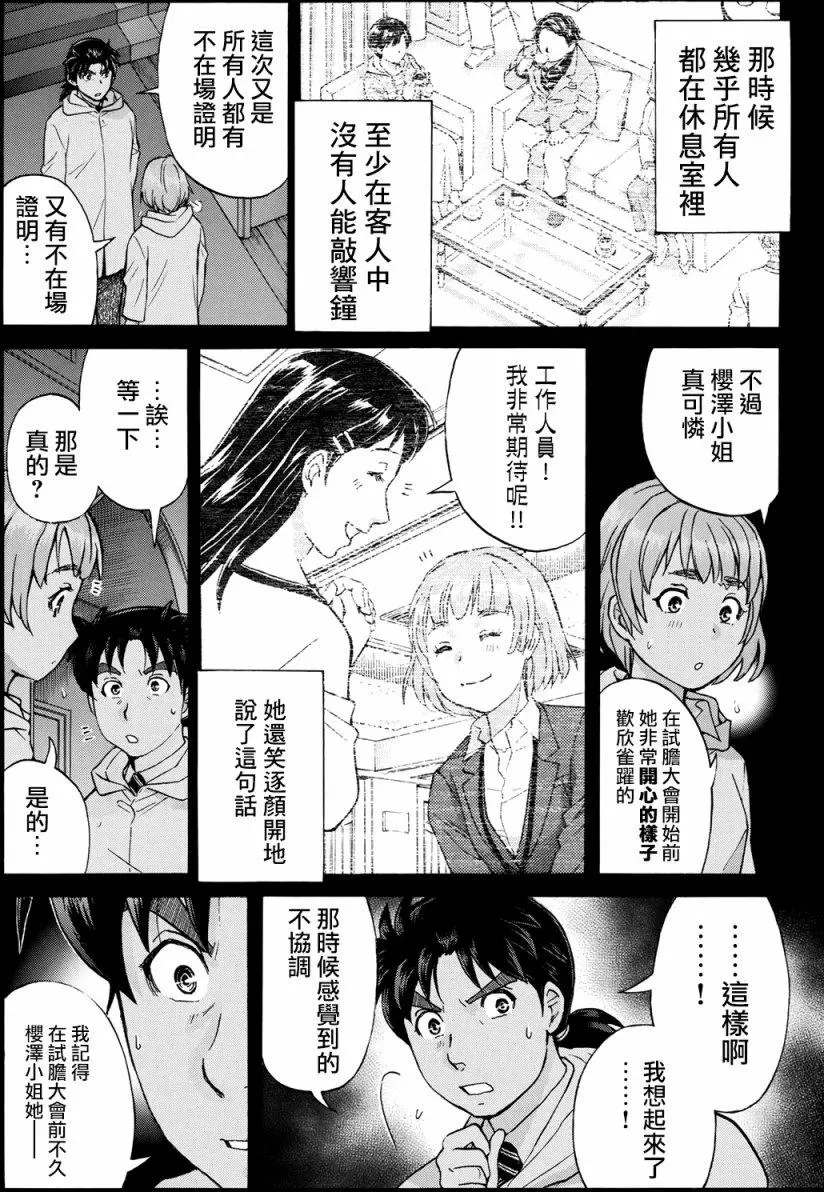 那時候
幾乎所有人
都在休息室裡
至少在客人中
沒有人能敲響鐘
這次又是
所有人都有
不在場證明
又有不在場
證明…
不過
櫻澤小姐
真可憐
在試膽大會開始前
她非常開心的樣子
歡欣雀躍的
工作人員！
我非常期待呢!!
她還笑逐顏開地
說了這句話
…誒…
等一下
那是
真的？
是的…
……這樣啊
……！
我想起來了
……！
那時候感覺到的
不協調
我記得
在試膽大會前不久
櫻澤小姐她——